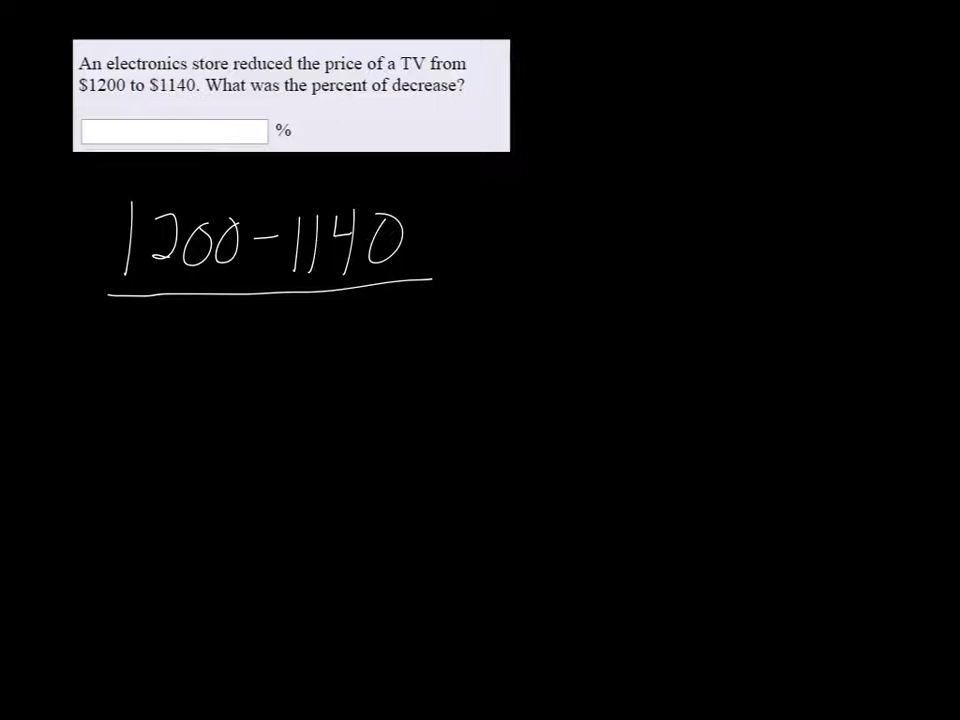 An electronics store reduced the price of a TV from
$1200 to $1140. What was the percent of decrease?
%
1200-1140